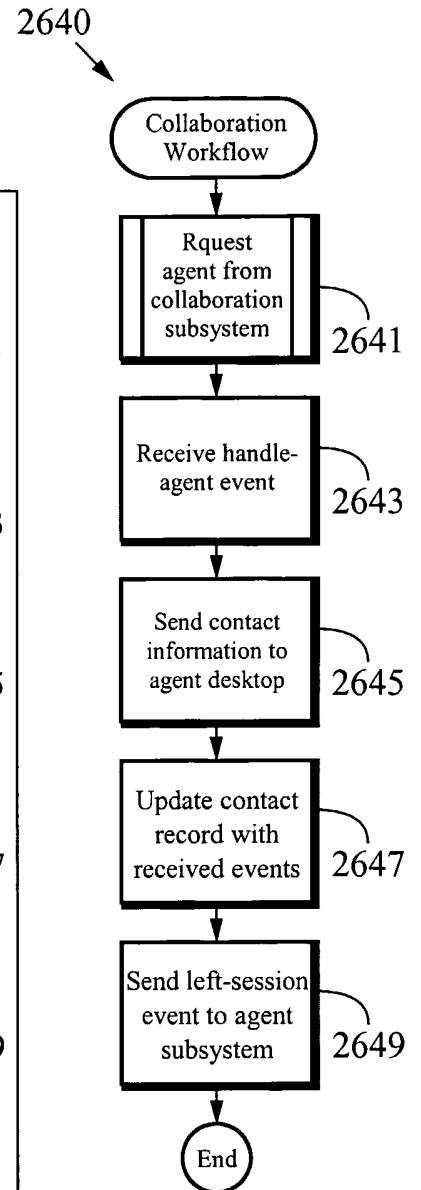 2640
Collaboration
Workflow
Rquest
agent from
collaboration
subsystem
2641
Receive handle-
agent event
2643
Send contact
information to
agent desktop
2645
Update contact
record with
received events
2647
Send left-session
event to agent
subsystem
2649
End